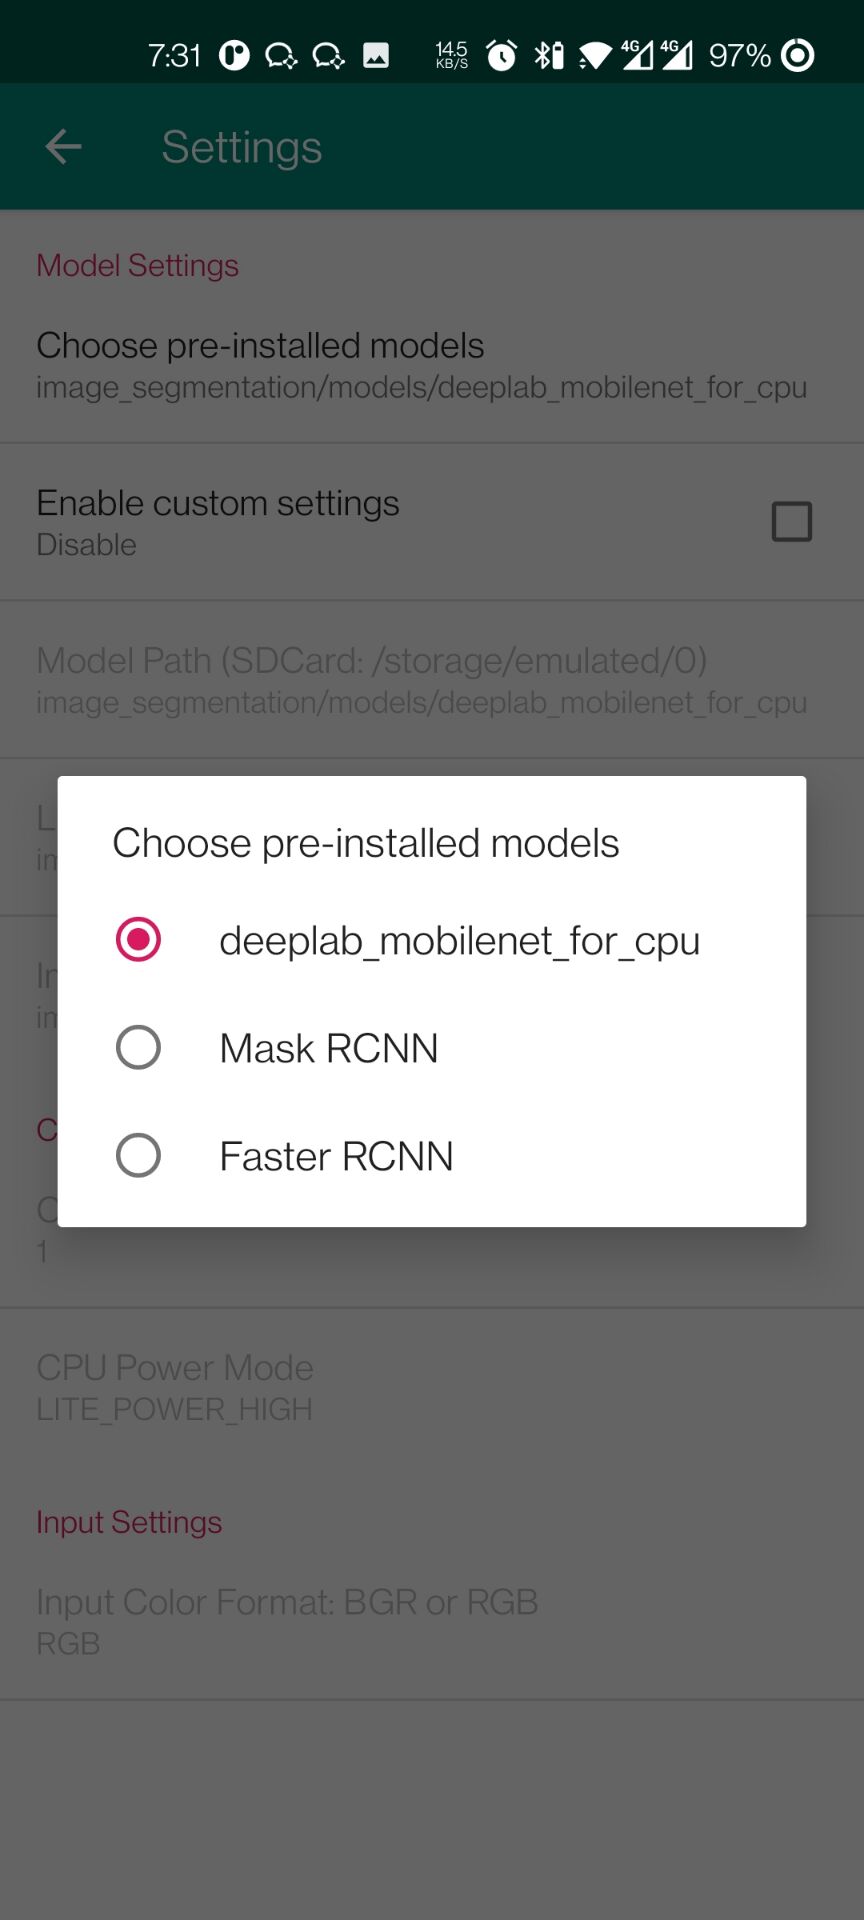 7:31 14.5 KB/S 4G 4G 97%
Settings
Model Settings
Choose pre-installed models
image_segmentation/models/deeplab_mobilenet_for_cpu
Enable custom settings
Disable
Model Path (SDCard: /storage/emulated/0)
image_segmentation/models/deeplab_mobilenet_for_cpu
L
im
Choose pre-installed models
deeplab_mobilenet_for_cpu
In
im
Mask RCNN
C
Faster RCNN
C
1
CPU Power Mode
LITE_POWER_HIGH
Input Settings
Input Color Format: BGR or RGB
RGB